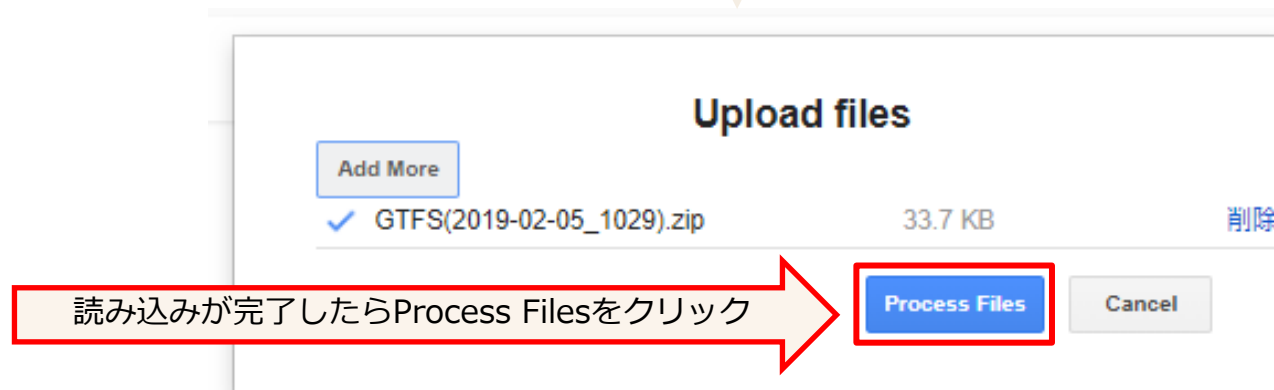 Upload files
Add More
GTFS(2019-02-05_1029).zip 33.7 KB 削除
読み込みが完了したらProcess Filesをクリック Process Files Cancel